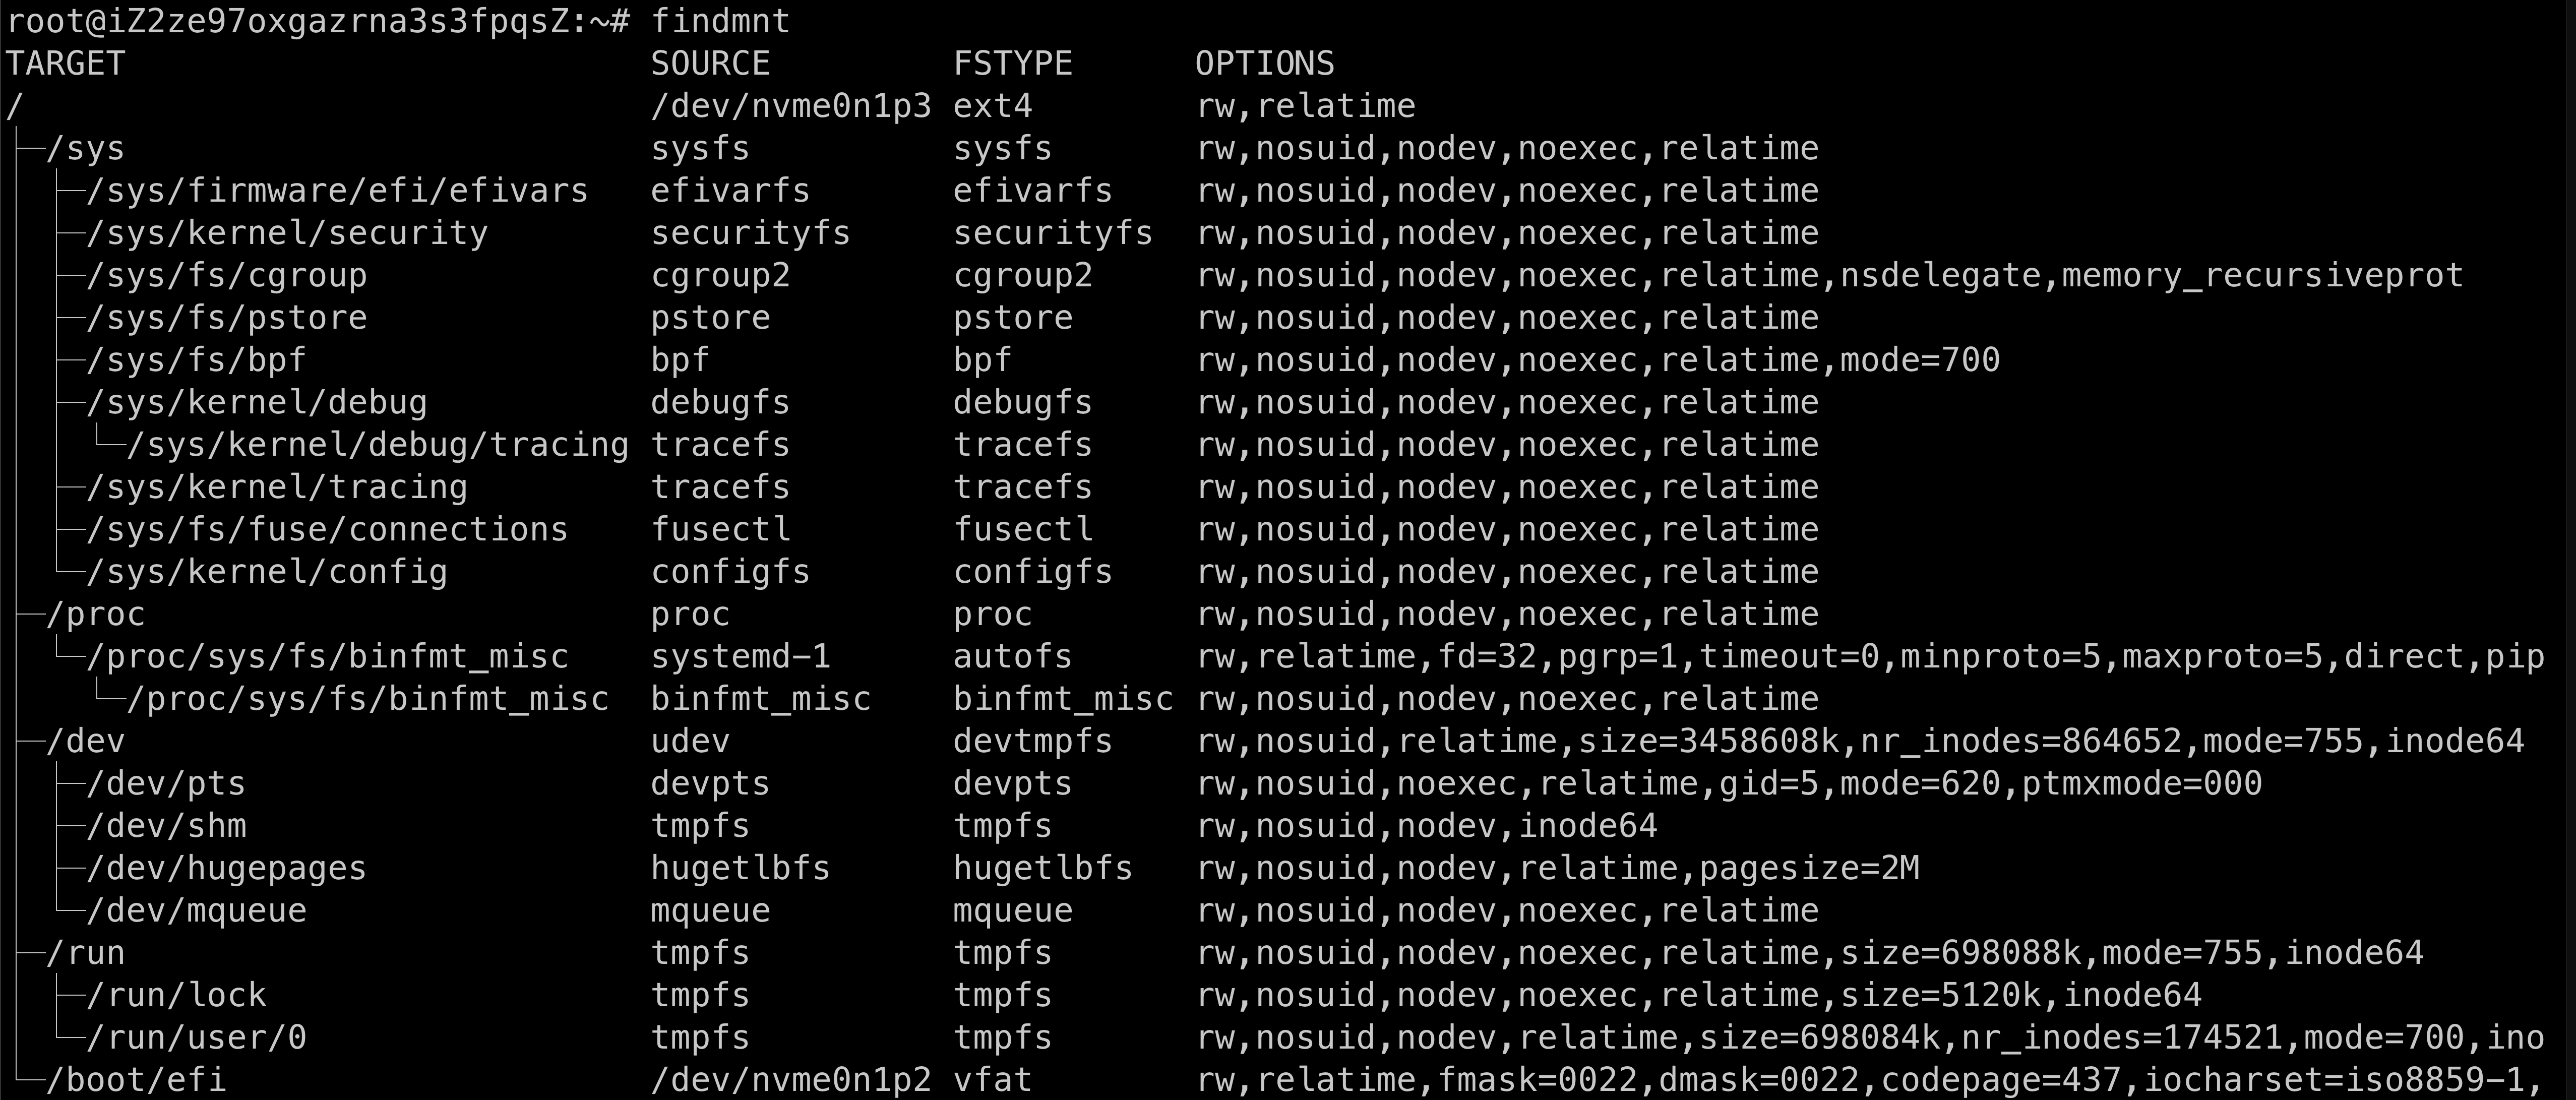 root@iZ2ze97oxgazrna3s3fpqsZ:~# findmnt
TARGET                          SOURCE         FSTYPE      OPTIONS
/                               /dev/nvme0n1p3 ext4        rw,relatime
├─/sys                          sysfs          sysfs       rw,nosuid,nodev,noexec,relatime
│ ├─/sys/firmware/efi/efivars   efivarfs       efivarfs    rw,nosuid,nodev,noexec,relatime
│ ├─/sys/kernel/security        securityfs     securityfs  rw,nosuid,nodev,noexec,relatime
│ ├─/sys/fs/cgroup              cgroup2        cgroup2     rw,nosuid,nodev,noexec,relatime,nsdelegate,memory_recursiveprot
│ ├─/sys/fs/pstore              pstore         pstore      rw,nosuid,nodev,noexec,relatime
│ ├─/sys/fs/bpf                 bpf            bpf         rw,nosuid,nodev,noexec,relatime,mode=700
│ ├─/sys/kernel/debug           debugfs        debugfs     rw,nosuid,nodev,noexec,relatime
│ │ └─/sys/kernel/debug/tracing tracefs        tracefs     rw,nosuid,nodev,noexec,relatime
│ ├─/sys/kernel/tracing         tracefs        tracefs     rw,nosuid,nodev,noexec,relatime
│ ├─/sys/fs/fuse/connections    fusectl        fusectl     rw,nosuid,nodev,noexec,relatime
│ └─/sys/kernel/config          configfs       configfs    rw,nosuid,nodev,noexec,relatime
├─/proc                         proc           proc        rw,nosuid,nodev,noexec,relatime
│ └─/proc/sys/fs/binfmt_misc    systemd-1      autofs      rw,relatime,fd=32,pgrp=1,timeout=0,minproto=5,maxproto=5,direct,pip
│   └─/proc/sys/fs/binfmt_misc  binfmt_misc    binfmt_misc rw,nosuid,nodev,noexec,relatime
├─/dev                          udev           devtmpfs    rw,nosuid,relatime,size=3458608k,nr_inodes=864652,mode=755,inode64
│ ├─/dev/pts                    devpts         devpts      rw,nosuid,noexec,relatime,gid=5,mode=620,ptmxmode=000
│ ├─/dev/shm                    tmpfs          tmpfs       rw,nosuid,nodev,inode64
│ ├─/dev/hugepages              hugetlbfs      hugetlbfs   rw,nosuid,nodev,relatime,pagesize=2M
│ └─/dev/mqueue                 mqueue         mqueue      rw,nosuid,nodev,noexec,relatime
├─/run                          tmpfs          tmpfs       rw,nosuid,nodev,noexec,relatime,size=698088k,mode=755,inode64
│ ├─/run/lock                   tmpfs          tmpfs       rw,nosuid,nodev,noexec,relatime,size=5120k,inode64
│ └─/run/user/0                 tmpfs          tmpfs       rw,nosuid,nodev,relatime,size=698084k,nr_inodes=174521,mode=700,ino
└─/boot/efi                     /dev/nvme0n1p2 vfat        rw,relatime,fmask=0022,dmask=0022,codepage=437,iocharset=iso8859-1,